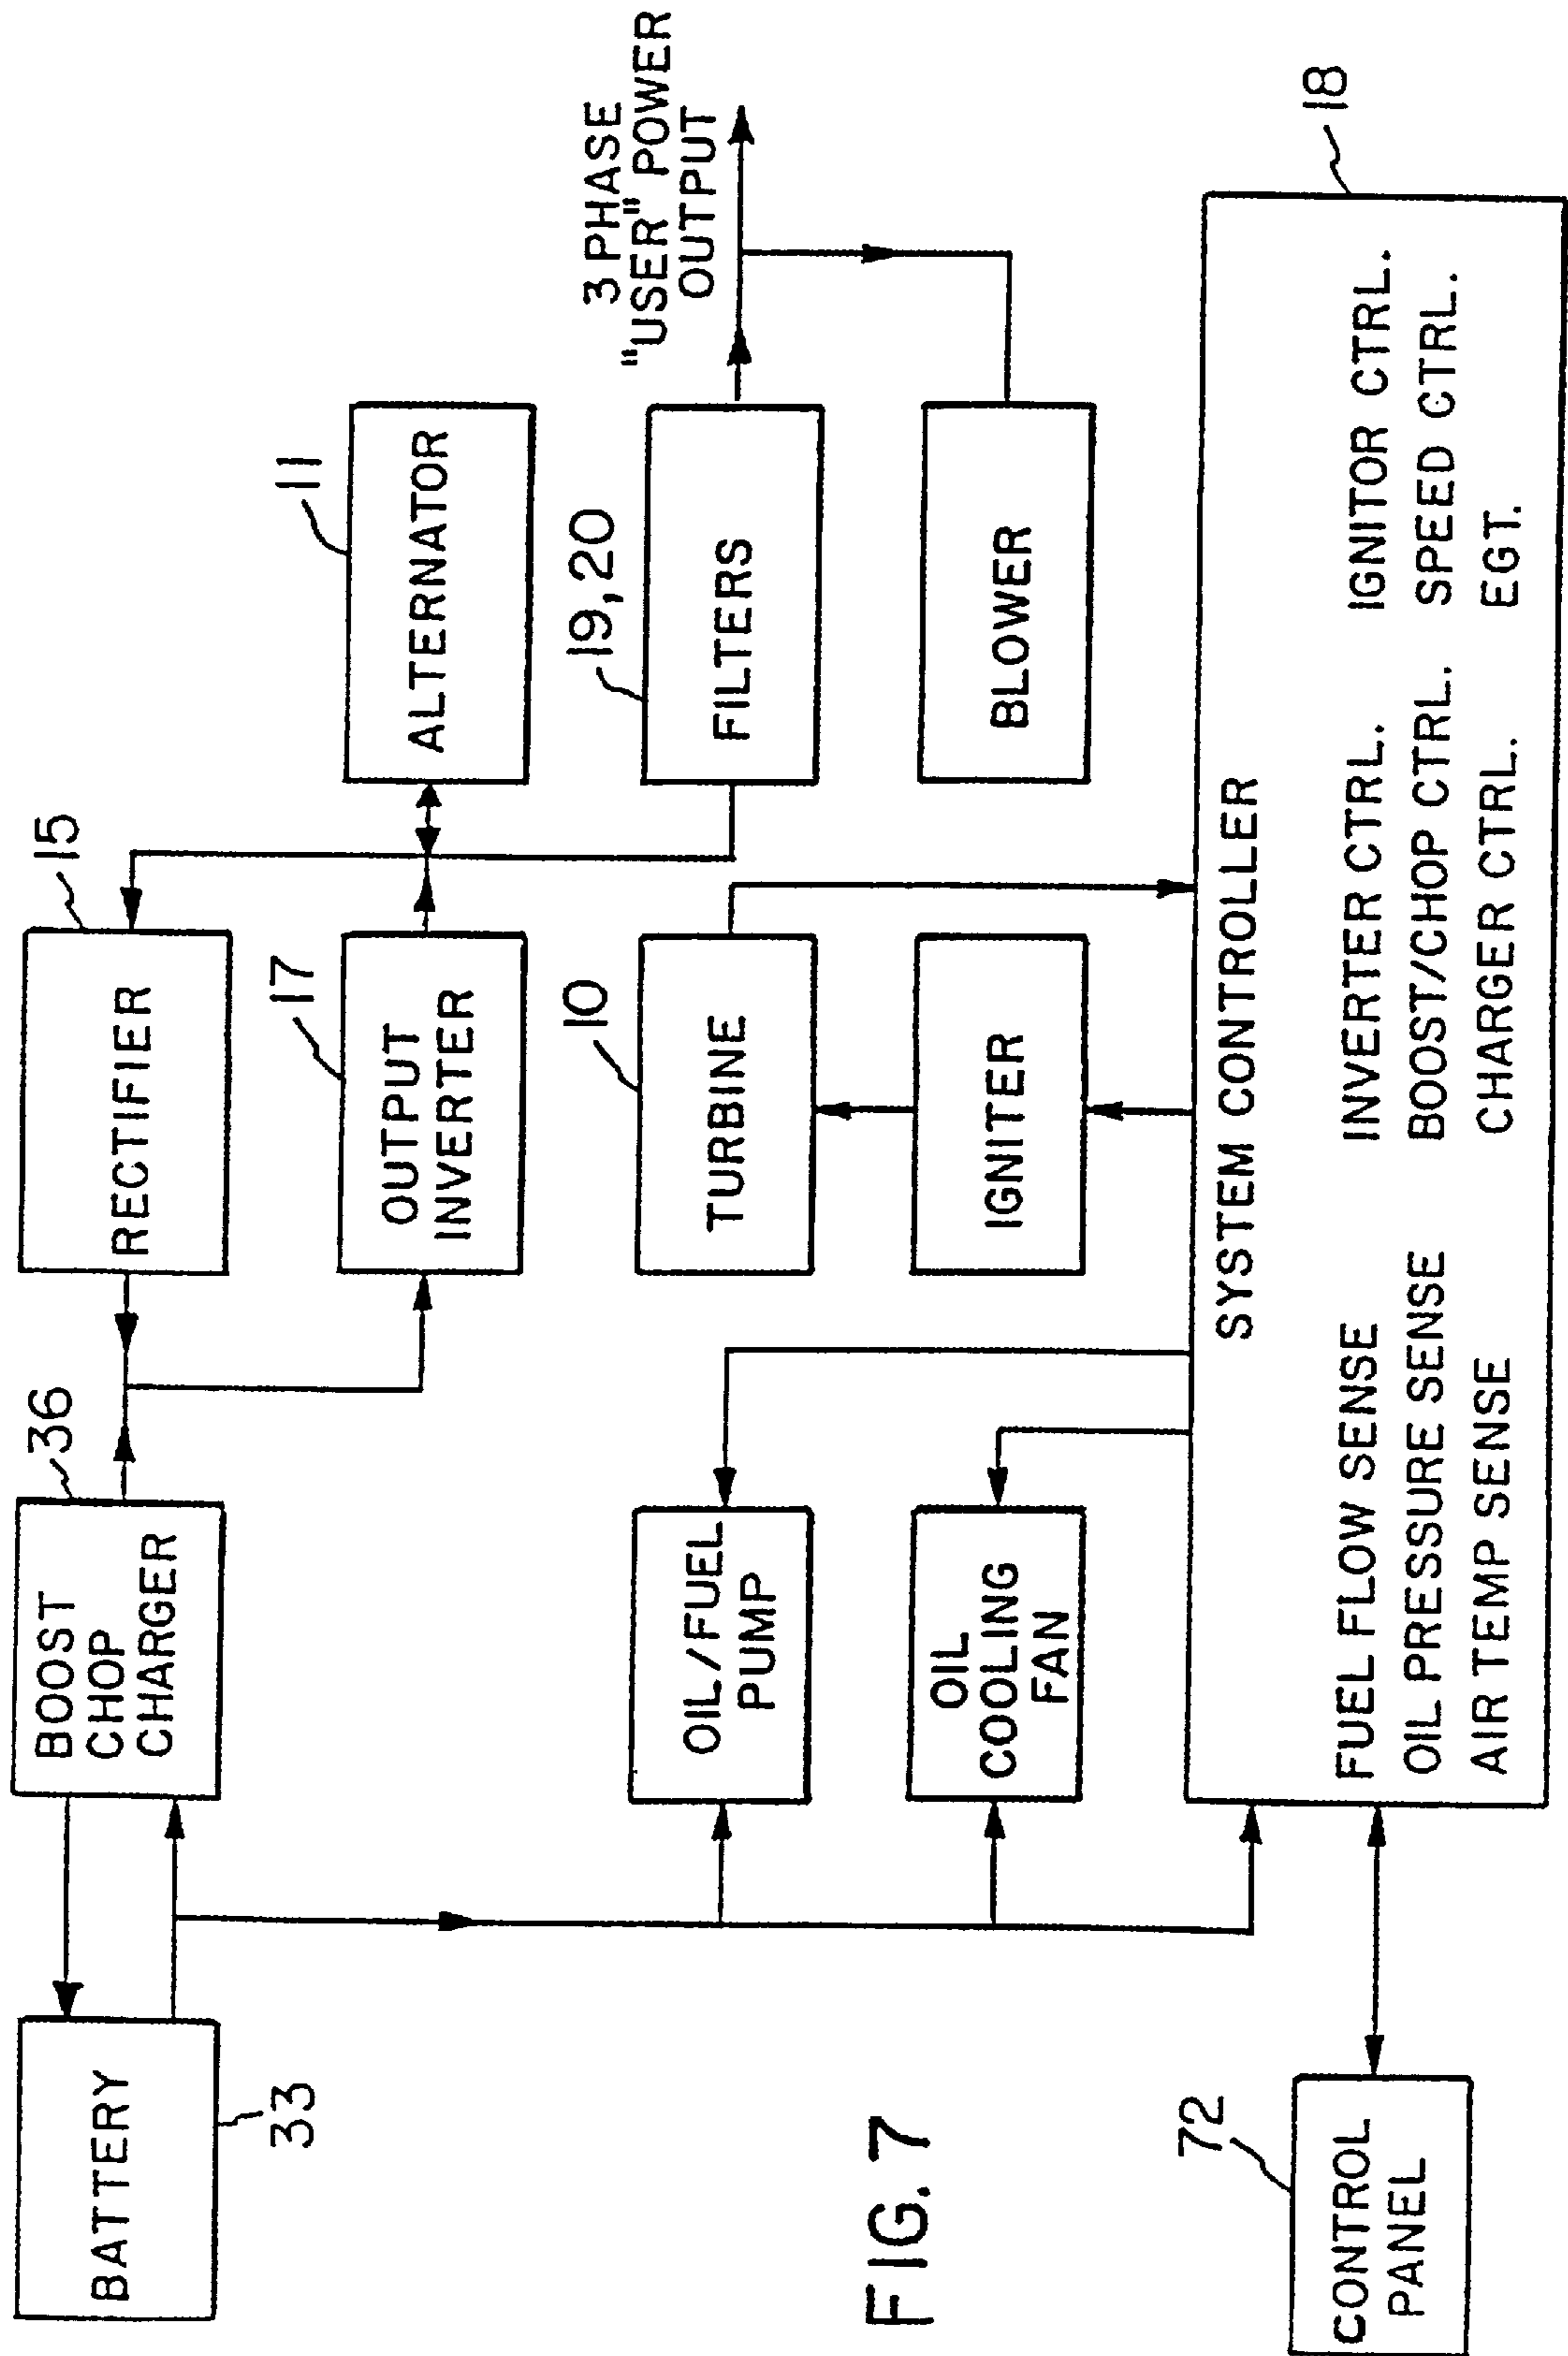 BATTERY
33
BOOST
CHOP
CHARGER
36
RECTIFIER
15
OUTPUT
INVERTER
17
ALTERNATOR
11
OIL/FUEL
PUMP
TURBINE
10
FILTERS
19,20
3 PHASE
"USER" POWER
OUTPUT
OIL
COOLING
FAN
IGNITER
BLOWER
FIG. 7
CONTROL
PANEL
72
SYSTEM CONTROLLER
18
FUEL FLOW SENSE
OIL PRESSURE SENSE
AIR TEMP SENSE
INVERTER CTRL.
BOOST/CHOP CTRL.
CHARGER CTRL.
IGNITOR CTRL.
SPEED CTRL.
EGT.